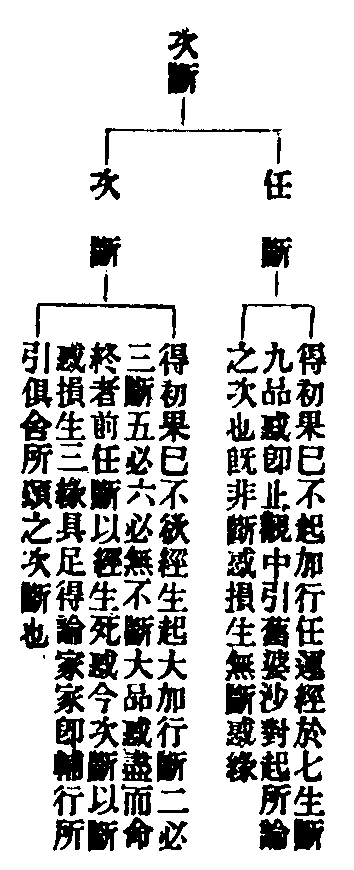 次斷
任斷
得初果已不起加行任運經於七生斷
九品惑卽止觀中引舊婆沙對起所論
之次也旣非斷惑損生無斷惑緣
次斷
得初果已不欲經生起大加行斷二必
三斷五必六必無不斷大品惑盡而命
終者前任斷以經生死惑今次斷以斷
惑損生三緣具足得論家家卽輔行所
引俱舍所頌之次斷也